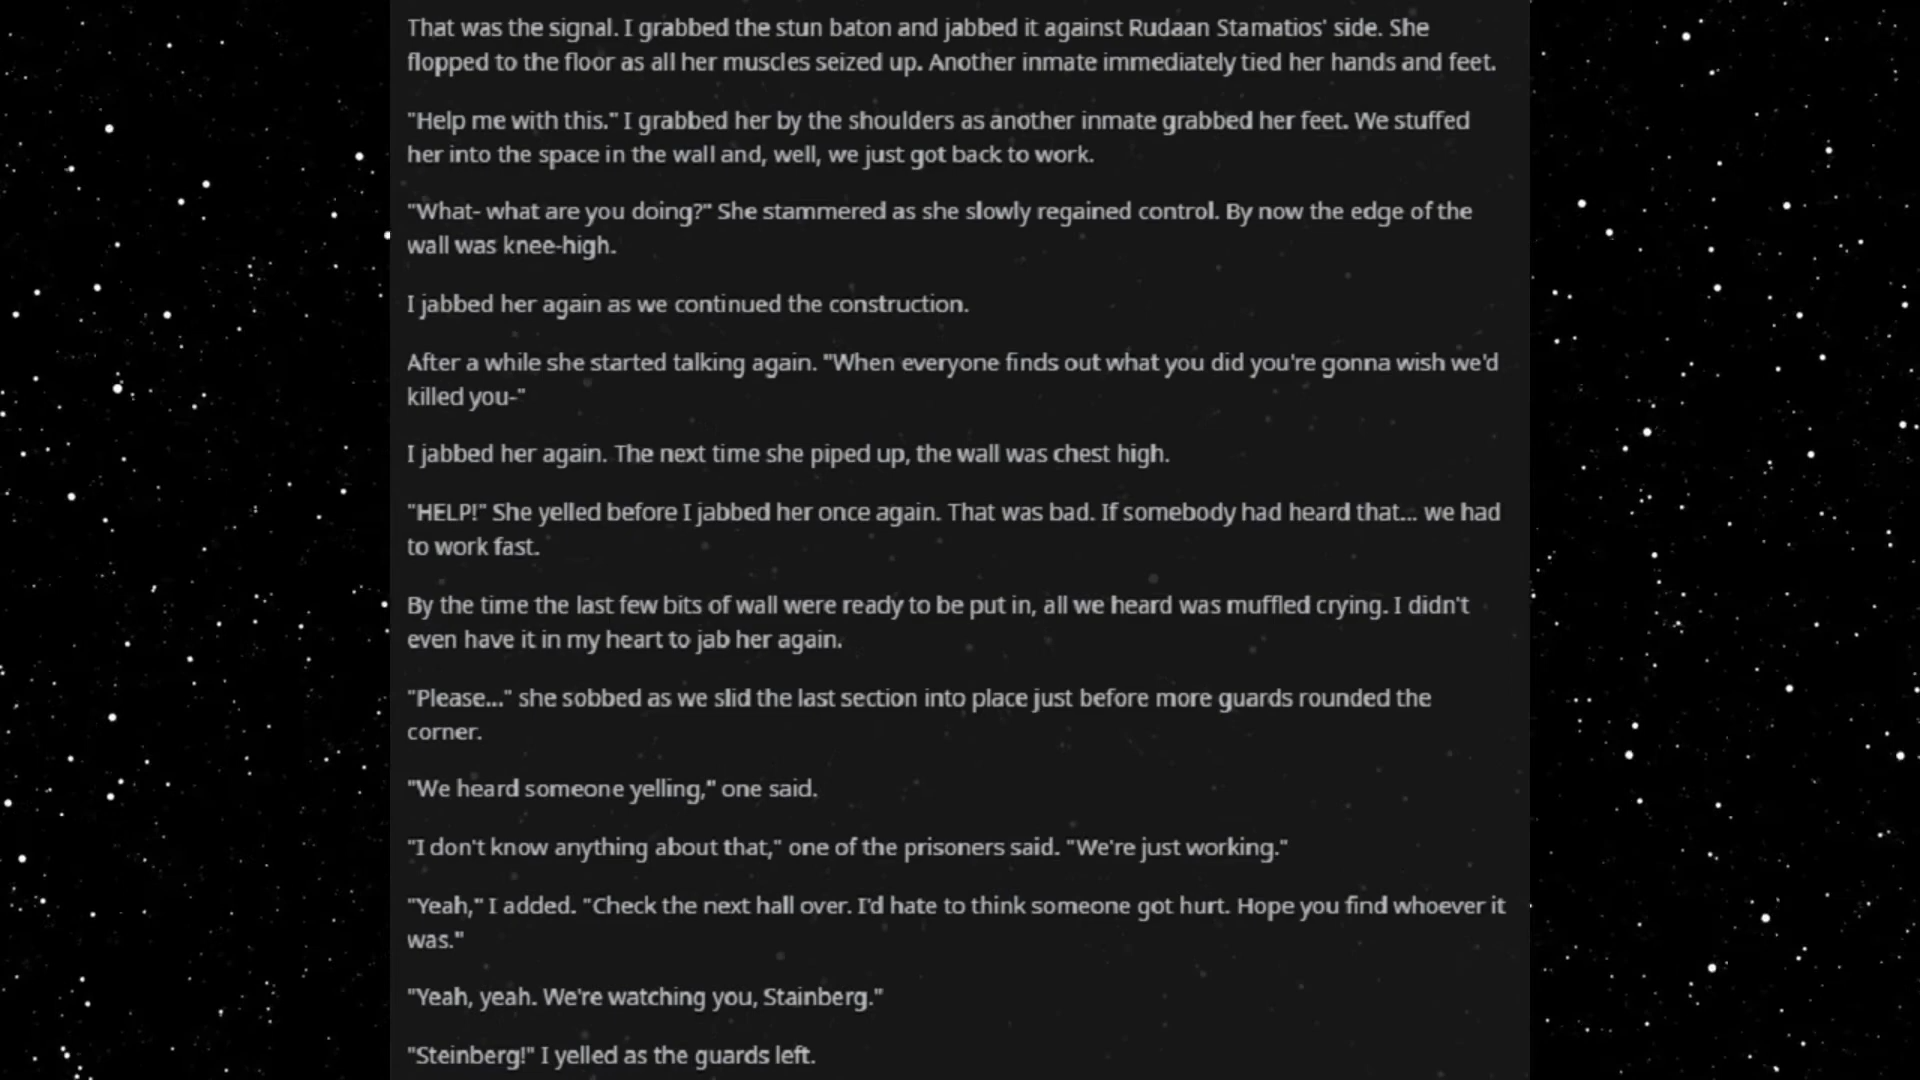 That was the signal. I grabbed the stun baton and jabbed it against Rudaan Stamatios' side. She
flopped to the floor as all her muscles seized up. Another inmate immediately tied her hands and feet.
"Help me with this." I grabbed her by the shoulders as another inmate grabbed her feet. We stuffed
her into the space in the wall and, well, we just got back to work.
"What- what are you doing?" She stammered as she slowly regained control. By now the edge of the
wall was knee-high.
I jabbed her again as we continued the construction.
After a while she started talking again. "When everyone finds out what you did you're gonna wish we'd
killed you-"
I jabbed her again. The next time she piped up, the wall was chest high.
"HELP!" She yelled before I jabbed her once again. That was bad. If somebody had heard that... we had
to work fast.
By the time the last few bits of wall were ready to be put in, all we heard was muffled crying. I didn't
even have it in my heart to jab her again.
"Please..." she sobbed as we slid the last section into place just before more guards rounded the
corner.
"We heard someone yelling," one said.
"I don't know anything about that," one of the prisoners said. "We're just working."
"Yeah," I added. "Check the next hall over. I'd hate to think someone got hurt. Hope you find whoever it
was."
"Yeah, yeah. We're watching you, Stainberg."
"Steinberg!" I yelled as the guards left.